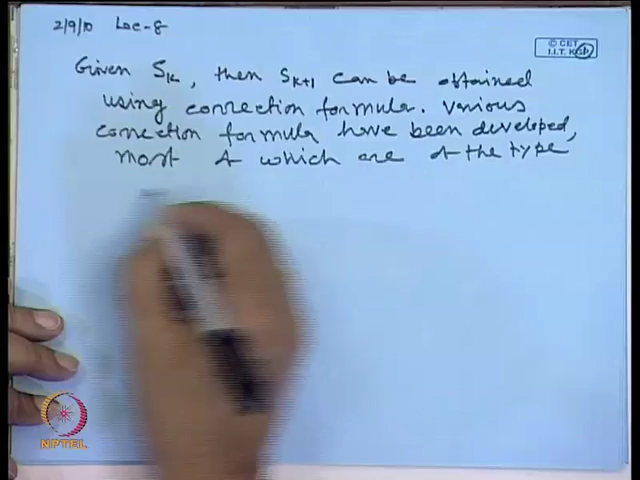 2/9/10 Lec-8
© CET
I.I.T. KGP
Given Sk, then Sk+1 can be obtained
using correction formula. Various
correction formula have been developed,
most of which are of the type
NPTEL